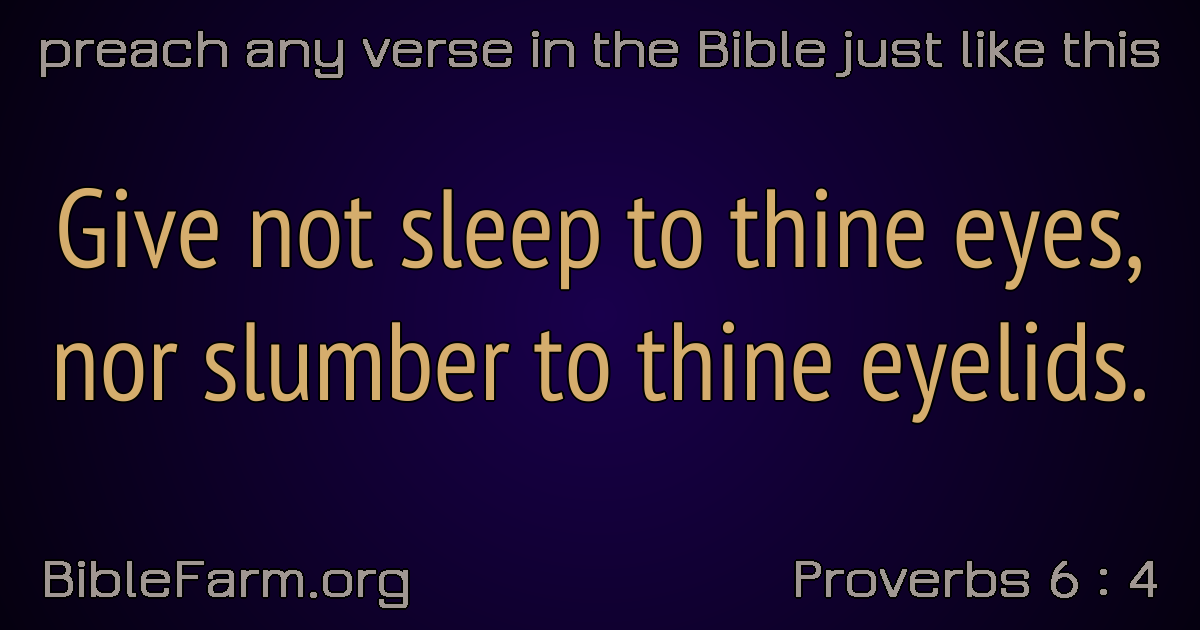 preach any verse in the Bible just like this
Give not sleep to thine eyes,
nor slumber to thine eyelids.
BibleFarm.org
Proverbs 6 : 4